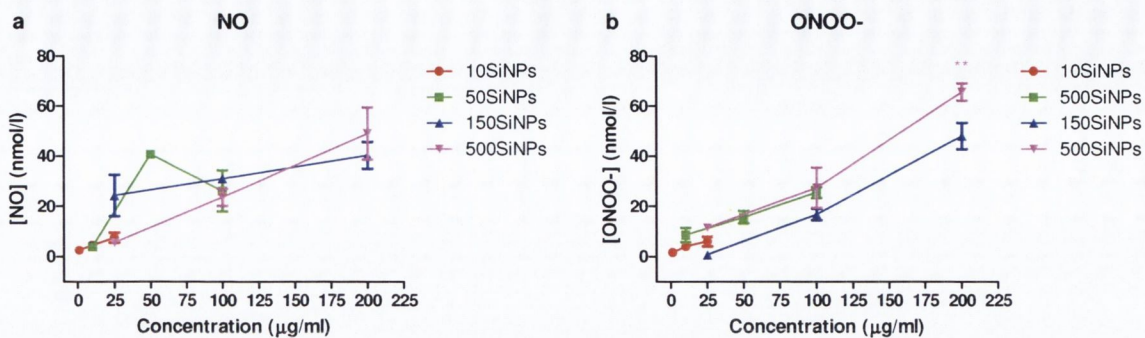 a
NO
[NO] (nmol/l)
80
60
40
20
0
0 25 50 75 100 125 150 175 200 225
Concentration (μg/ml)
10SiNPs
50SiNPs
150SiNPs
500SiNPs
b
ONOO-
[ONOO-] (nmol/l)
80
60
40
20
0
0 25 50 75 100 125 150 175 200 225
Concentration (μg/ml)
**
10SiNPs
500SiNPs
150SiNPs
500SiNPs